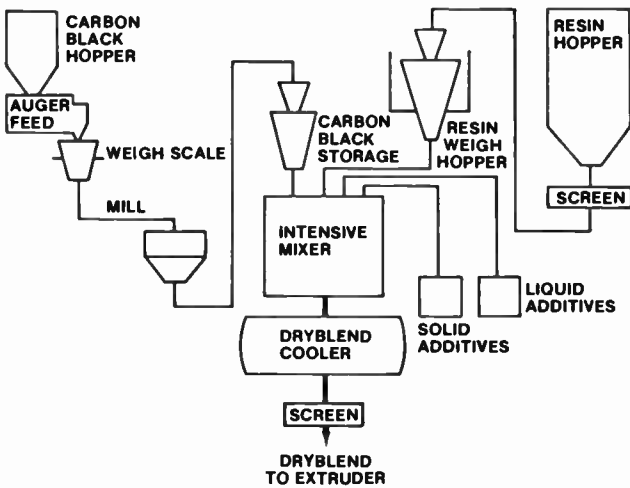 CARBON
BLACK
HOPPER
AUGER
FEED
WEIGH SCALE
MILL
CARBON
BLACK
STORAGE
RESIN
WEIGH
HOPPER
RESIN
HOPPER
SCREEN
INTENSIVE
MIXER
SOLID
ADDITIVES
LIQUID
ADDITIVES
DRYBLEND
COOLER
SCREEN
DRYBLEND
TO EXTRUDER